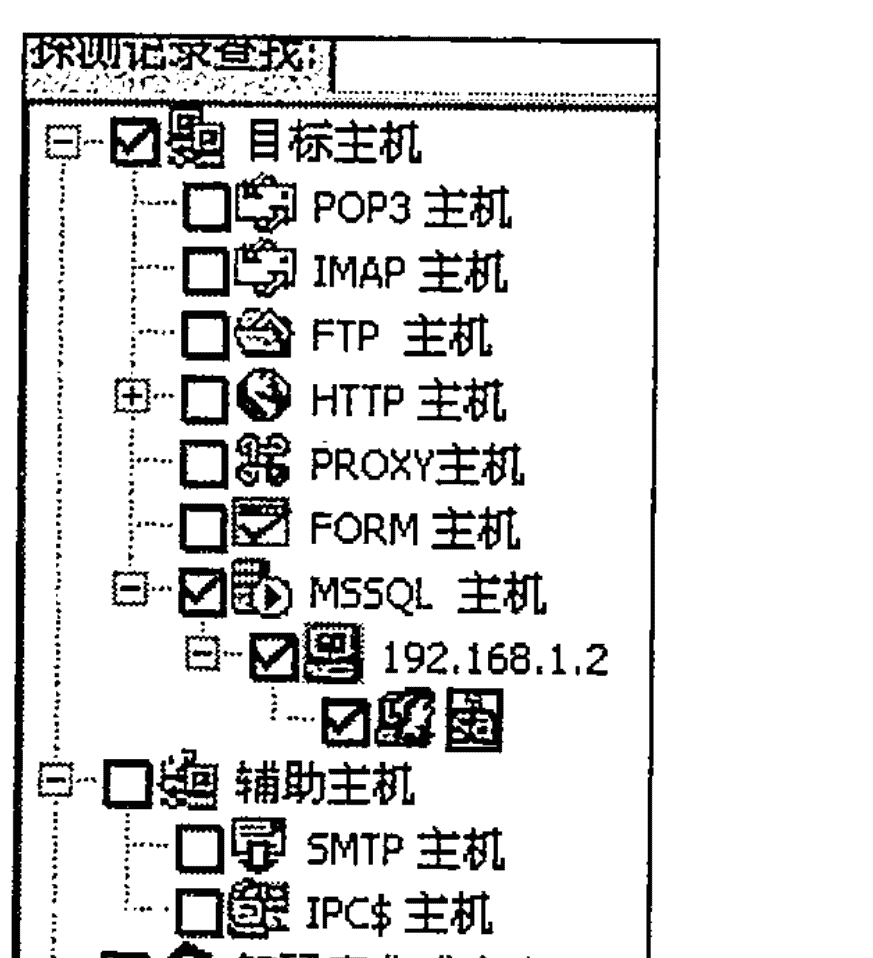 目标主机
POP3 主机
IMAP 主机
FTP 主机
HTTP 主机
PROXY主机
FORM 主机
MSSQL 主机
192.168.1.2
sa
辅助主机
SMTP 主机
IPC$ 主机